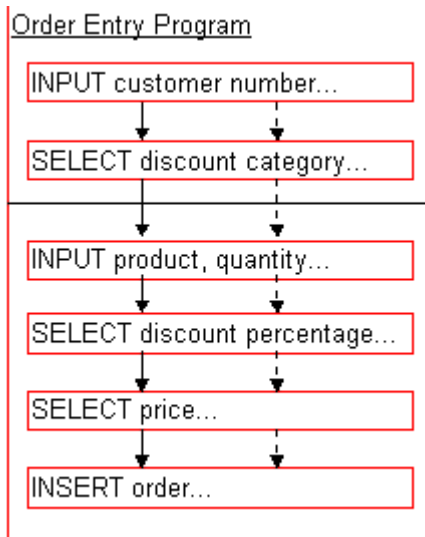 Order Entry Program
INPUT customer number...
SELECT discount category...
INPUT product, quantity...
SELECT discount percentage...
SELECT price...
INSERT order...